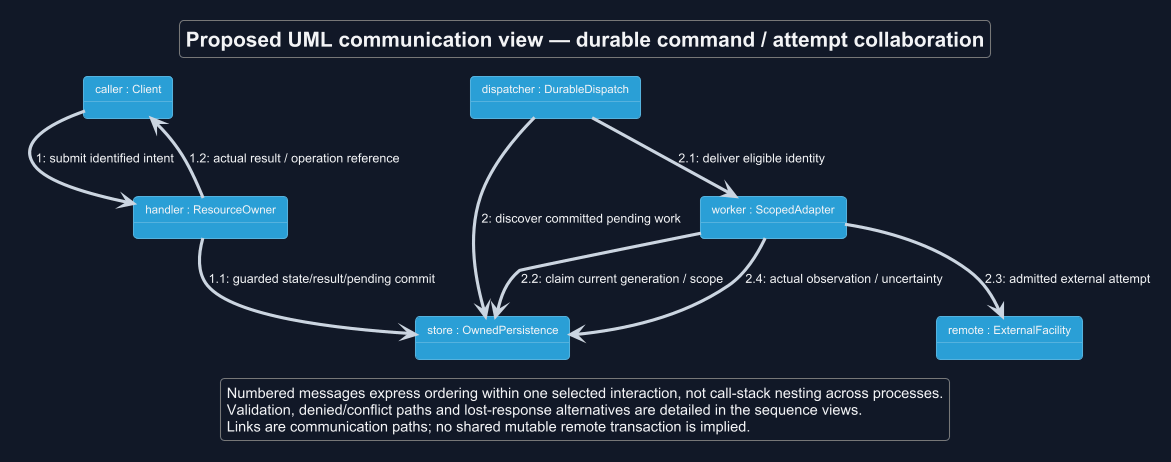 Proposed UML communication view — durable command / attempt collaboration
caller : Client
dispatcher : DurableDispatch
1: submit identified intent
1.2: actual result / operation reference
2.1: deliver eligible identity
handler : ResourceOwner
worker : ScopedAdapter
2: discover committed pending work
1.1: guarded state/result/pending commit
2.2: claim current generation / scope
2.4: actual observation / uncertainty
2.3: admitted external attempt
store : OwnedPersistence
remote : ExternalFacility
Numbered messages express ordering within one selected interaction, not call-stack nesting across processes.
Validation, denied/conflict paths and lost-response alternatives are detailed in the sequence views.
Links are communication paths; no shared mutable remote transaction is implied.